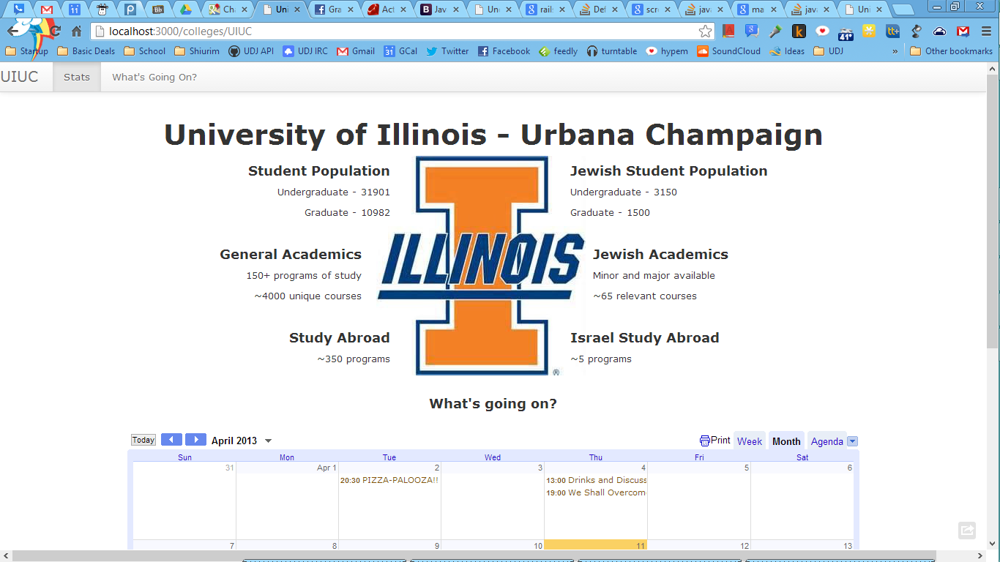 Cha
Uni
Gra
Act
Jav
Un
rails
Def
scr
java
ma
java
Uni
localhost:3000/colleges/UIUC
Startup Basic Deals School Shiurim UDJ API UDJ IRC Gmail GCal Twitter Facebook feedly turntable hypem SoundCloud Ideas UDJ » Other bookmarks
UIUC Stats What's Going On?
University of Illinois - Urbana Champaign
Student Population
Undergraduate - 31901
Graduate - 10982
Jewish Student Population
Undergraduate - 3150
Graduate - 1500
General Academics
150+ programs of study
~4000 unique courses
ILLINOIS
®
Jewish Academics
Minor and major available
~65 relevant courses
Study Abroad
~350 programs
Israel Study Abroad
~5 programs
What's going on?
Today April 2013 Print Week Month Agenda
Sun Mon Tue Wed Thu Fri Sat
31 Apr 1 2 3 4 5 6
20:30 PIZZA-PALOOZA!!
13:00 Drinks and Discuss
19:00 We Shall Overcom
7 8 9 10 11 12 13